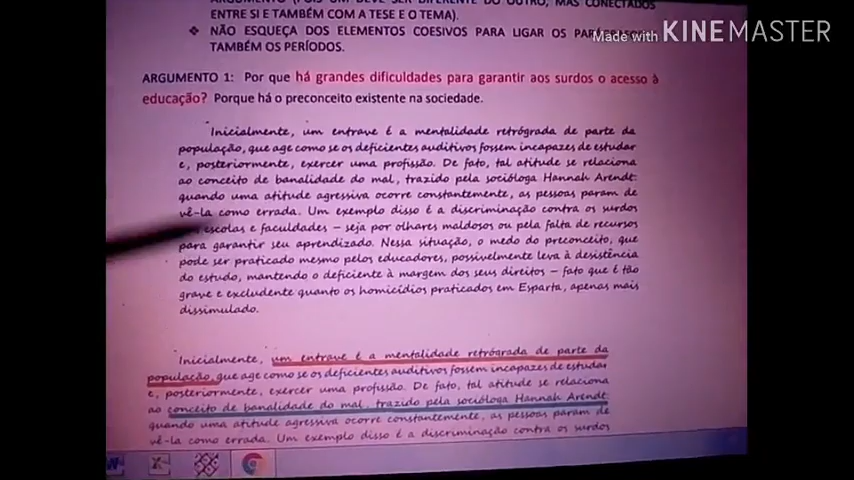 ARGUMENTO (POIS UM DEVE SER DIFERENTE DO OUTRO, MAS CONECTADOS
ENTRE SI E TAMBÉM COM A TESE E O TEMA).
❖ NÃO ESQUEÇA DOS ELEMENTOS COESIVOS PARA LIGAR OS
TAMBÉM OS PERÍODOS.
Made with KINEMASTER
ARGUMENTO 1: Por que há grandes dificuldades para garantir aos surdos o acesso à
educação? Porque há o preconceito existente na sociedade.
Inicialmente, um entrave é a mentalidade retrógrada de parte da
população, que age como se os deficientes auditivos fossem incapazes de estudar
e, posteriormente, exercer uma profissão. De fato, tal atitude se relaciona
ao conceito de banalidade do mal, trazido pela socióloga Hannah Arendt:
quando uma atitude agressiva ocorre constantemente, as pessoas param de
vê-la como errada. Um exemplo disso é a discriminação contra os surdos
escolas e faculdades – seja por olhares maldosos ou pela falta de recursos
para garantir seu aprendizado. Nessa situação, o medo do preconceito, que
pode ser praticado mesmo pelos educadores, possivelmente leva à desistência
do estudo, mantendo o deficiente à margem dos seus direitos – fato que é tão
grave e excludente quanto os homicídios praticados em Esparta, apenas mais
dissimulado.
Inicialmente, um entrave é a mentalidade retrógrada de parte da
população, que age como se os deficientes auditivos fossem incapazes de estudar
e, posteriormente, exercer uma profissão. De fato, tal atitude se relaciona
ao conceito de banalidade do mal, trazido pela socióloga Hannah Arendt:
quando uma atitude agressiva ocorre constantemente, as pessoas param de
vê-la como errada. Um exemplo disso é a discriminação contra os surdos